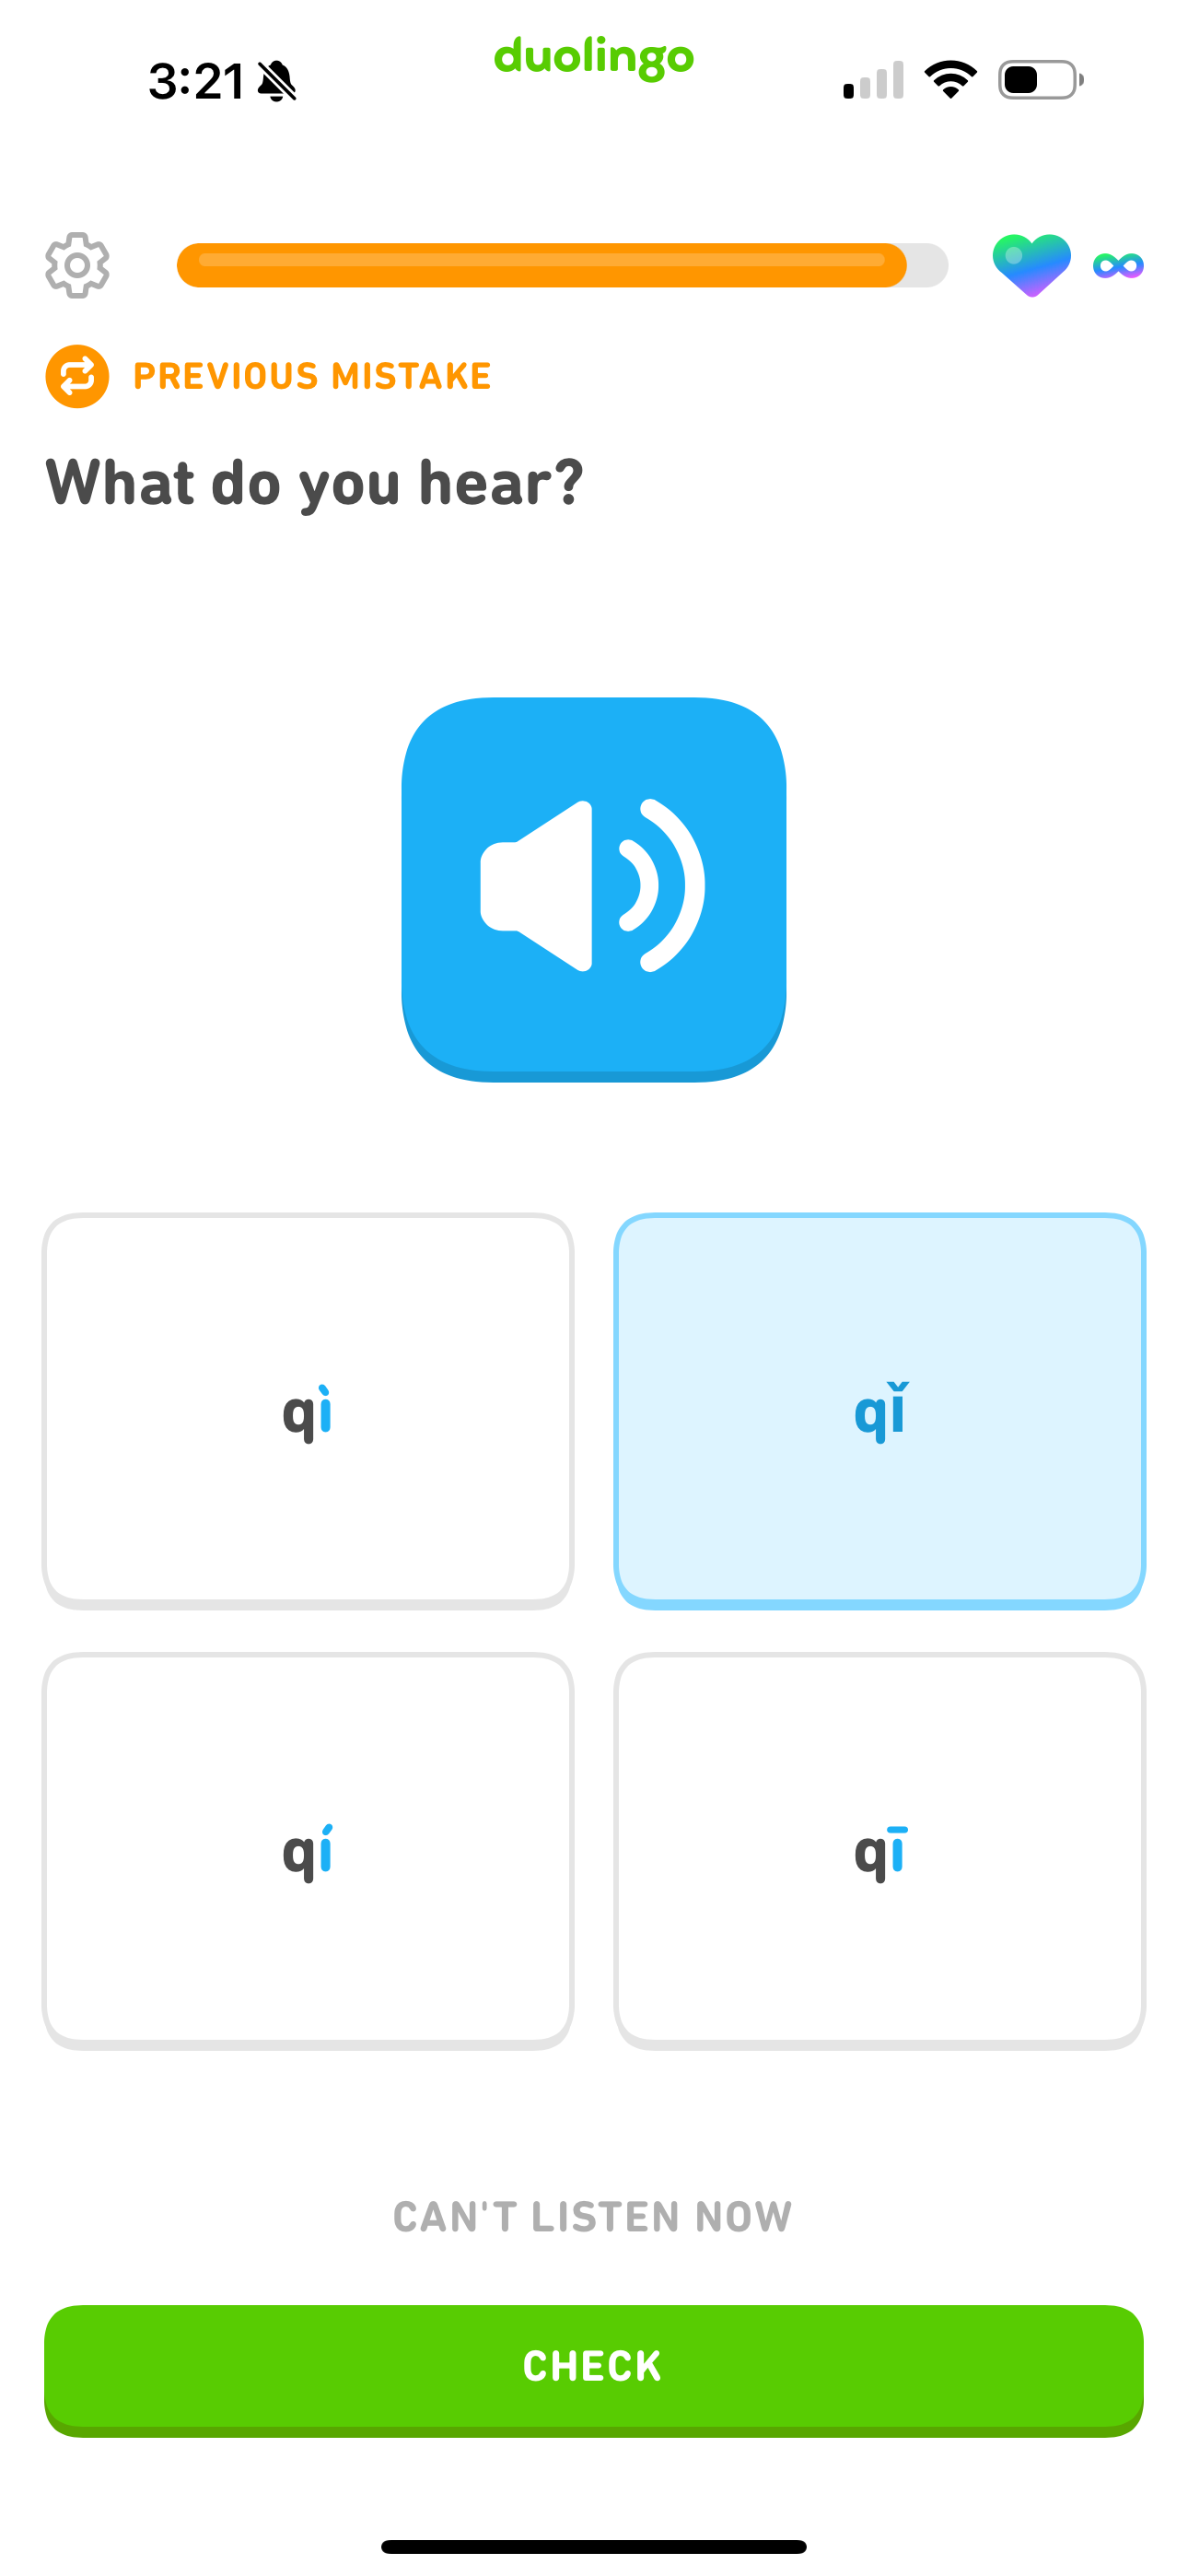 3:21
duolingo
PREVIOUS MISTAKE
What do you hear?
qì
qǐ
qí
qī
CAN'T LISTEN NOW
CHECK